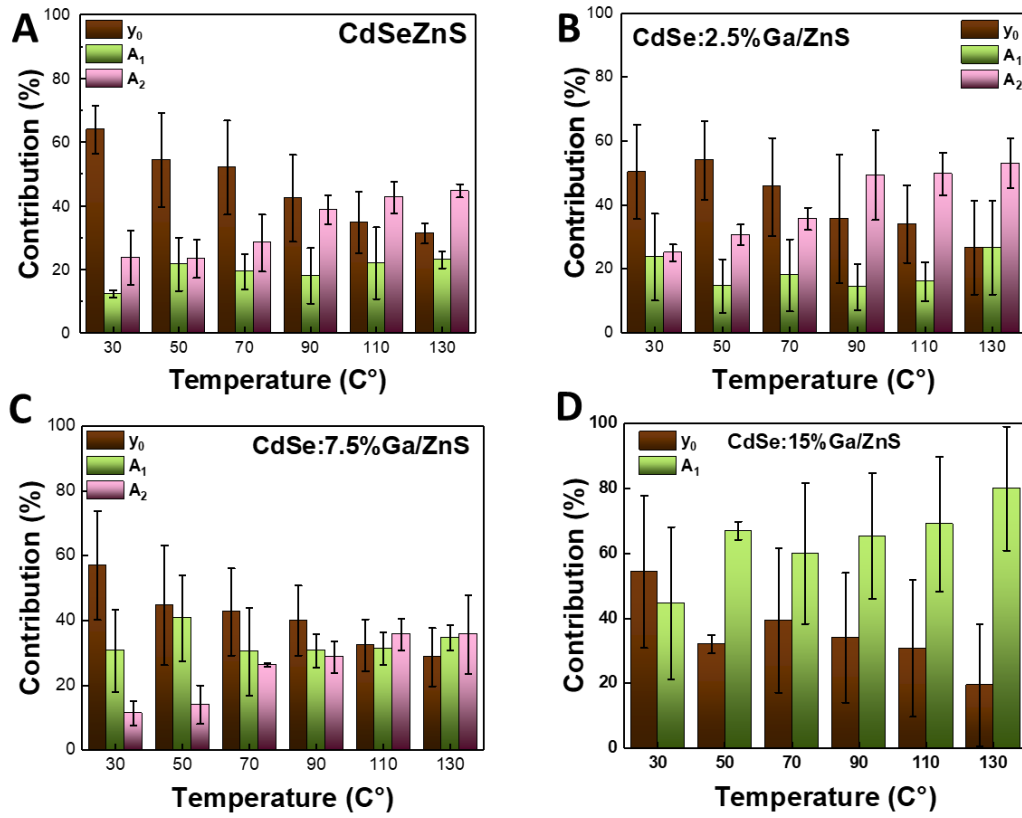 A
CdSeZnS
y₀
A₁
A₂
Contribution (%)
100
80
60
40
20
0
30 50 70 90 110 130
Temperature (C°)
B
CdSe:2.5%Ga/ZnS
y₀
A₁
A₂
Contribution (%)
100
80
60
40
20
0
30 50 70 90 110 130
Temperature (C°)
C
CdSe:7.5%Ga/ZnS
y₀
A₁
A₂
Contribution (%)
100
80
60
40
20
0
30 50 70 90 110 130
Temperature (C°)
D
CdSe:15%Ga/ZnS
y₀
A₁
Contribution (%)
100
80
60
40
20
0
30 50 70 90 110 130
Temperature (C°)